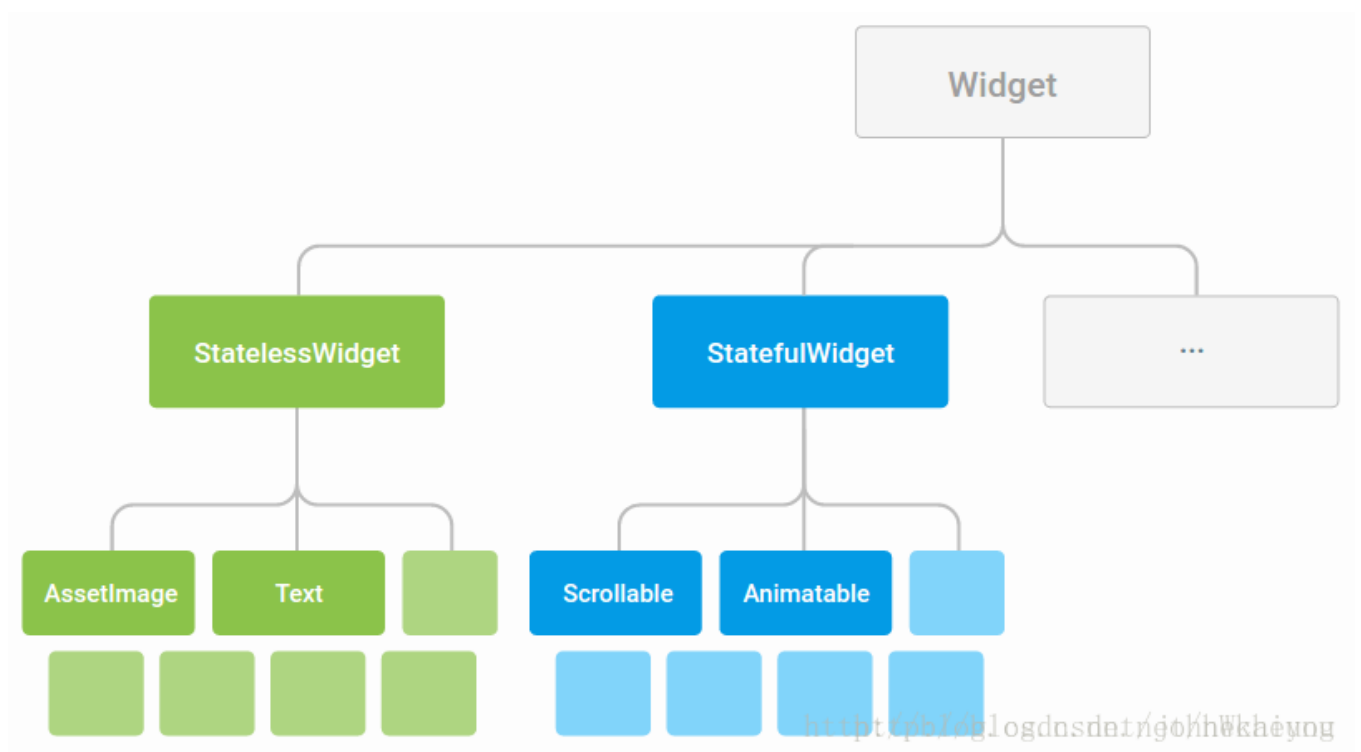 Widget
StatelessWidget
StatefulWidget
...
AssetImage
Text
Scrollable
Animatable